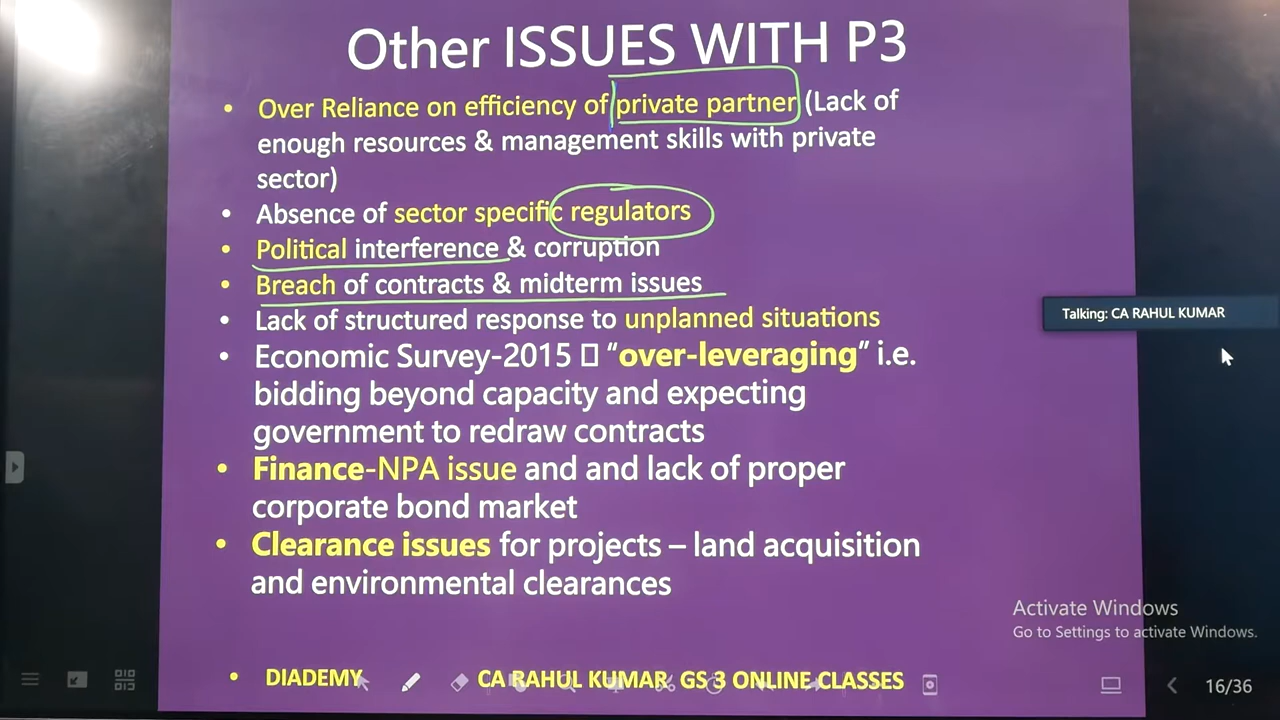 Other ISSUES WITH P3
• Over Reliance on efficiency of private partner (Lack of
enough resources & management skills with private
sector)
• Absence of sector specific regulators
• Political interference & corruption
• Breach of contracts & midterm issues
• Lack of structured response to unplanned situations
• Economic Survey-2015 “over-leveraging” i.e.
bidding beyond capacity and expecting
government to redraw contracts
• Finance-NPA issue and and lack of proper
corporate bond market
• Clearance issues for projects – land acquisition
and environmental clearances
Talking: CA RAHUL KUMAR
Activate Windows
Go to Settings to activate Windows.
• DIADEMY CA RAHUL KUMAR, GS 3 ONLINE CLASSES
16/36